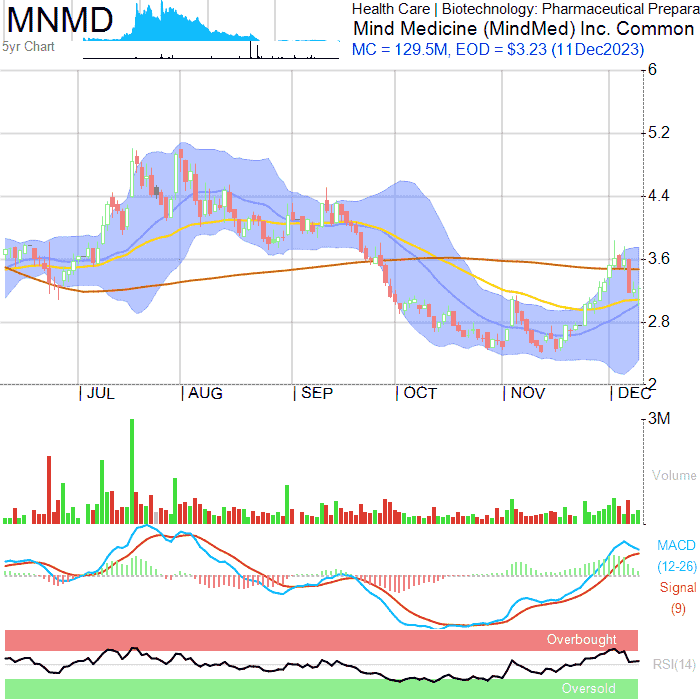 MNMD
5yr Chart
Health Care | Biotechnology: Pharmaceutical Prepara
Mind Medicine (MindMed) Inc. Common
MC = 129.5M, EOD = $3.23 (11Dec2023)
6
5.2
4.4
3.6
2.8
2
JUL AUG SEP OCT NOV DEC
3M
Volume
MACD
(12-26)
Signal
(9)
Overbought
RSI(14)
Oversold